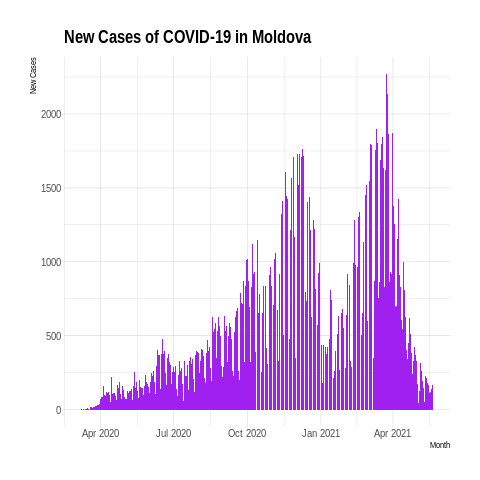 New Cases of COVID-19 in Moldova
New Cases
2000
1500
1000
500
0
Apr 2020 Jul 2020 Oct 2020 Jan 2021 Apr 2021
Month